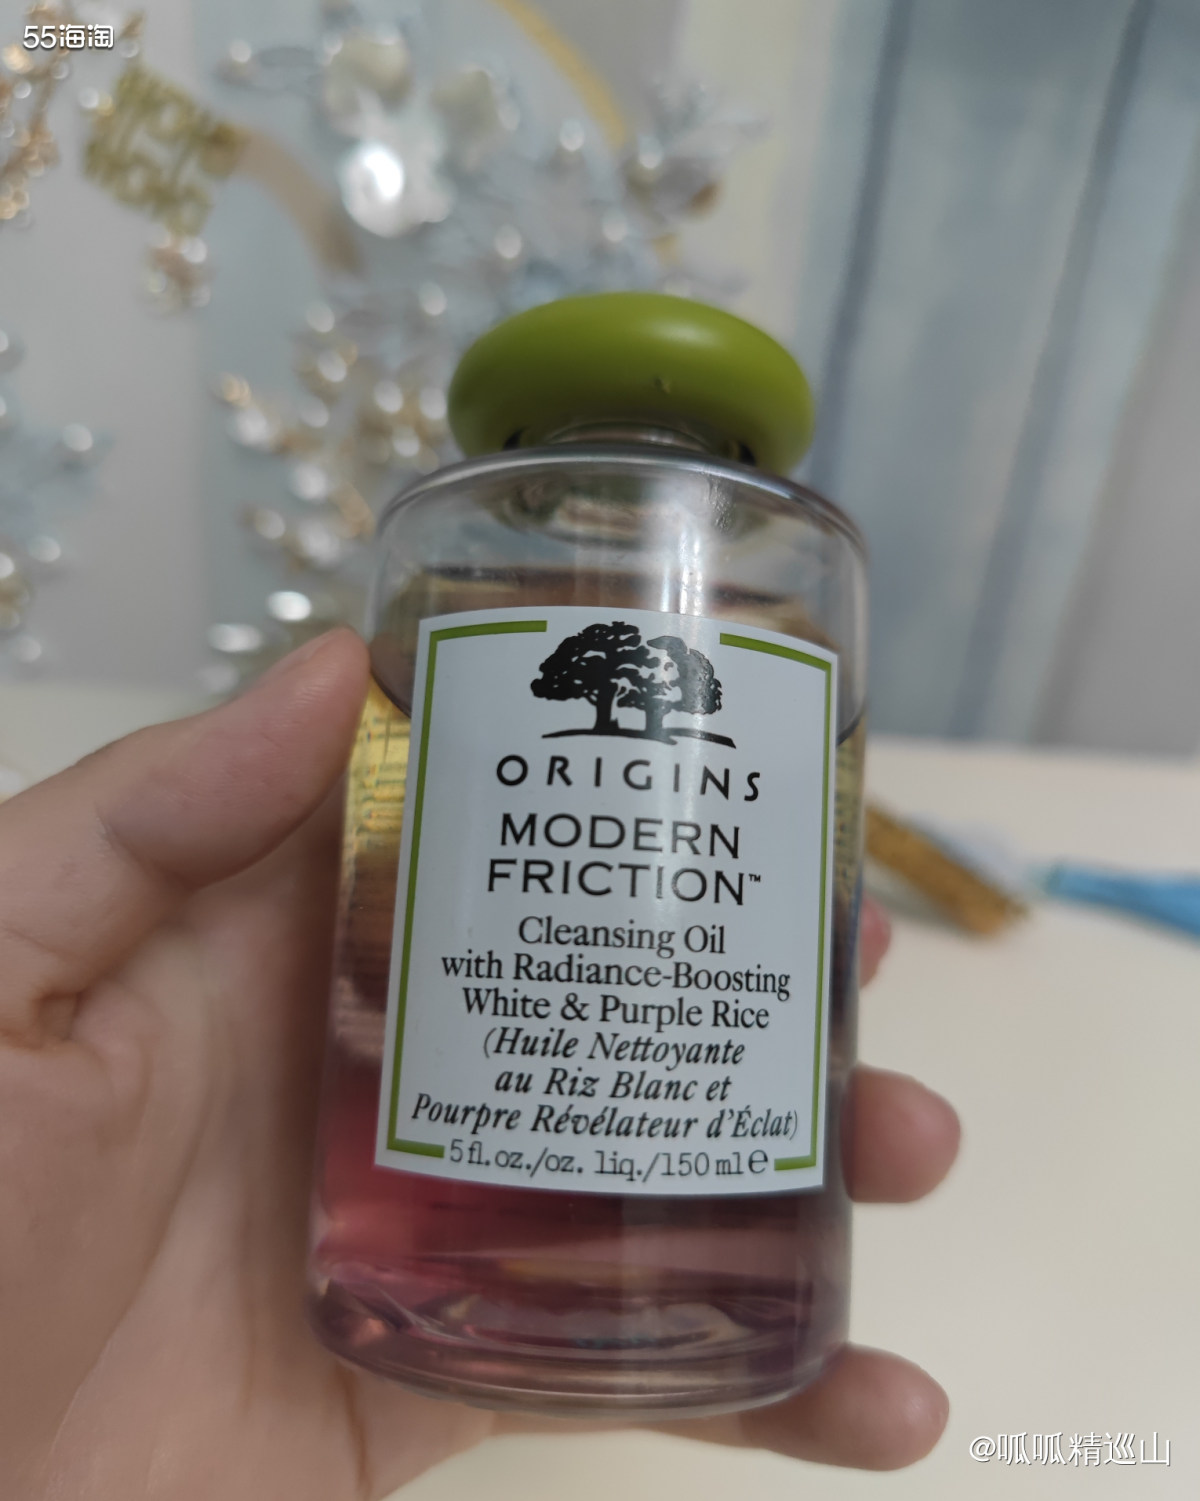 55海淘
ORIGINS
MODERN
FRICTION™
Cleansing Oil
with Radiance-Boosting
White & Purple Rice
(Huile Nettoyante
au Riz Blanc et
Pourpre Révélateur d'Éclat)
5 fl. oz./oz. liq./150 ml ℮
@呱呱精巡山